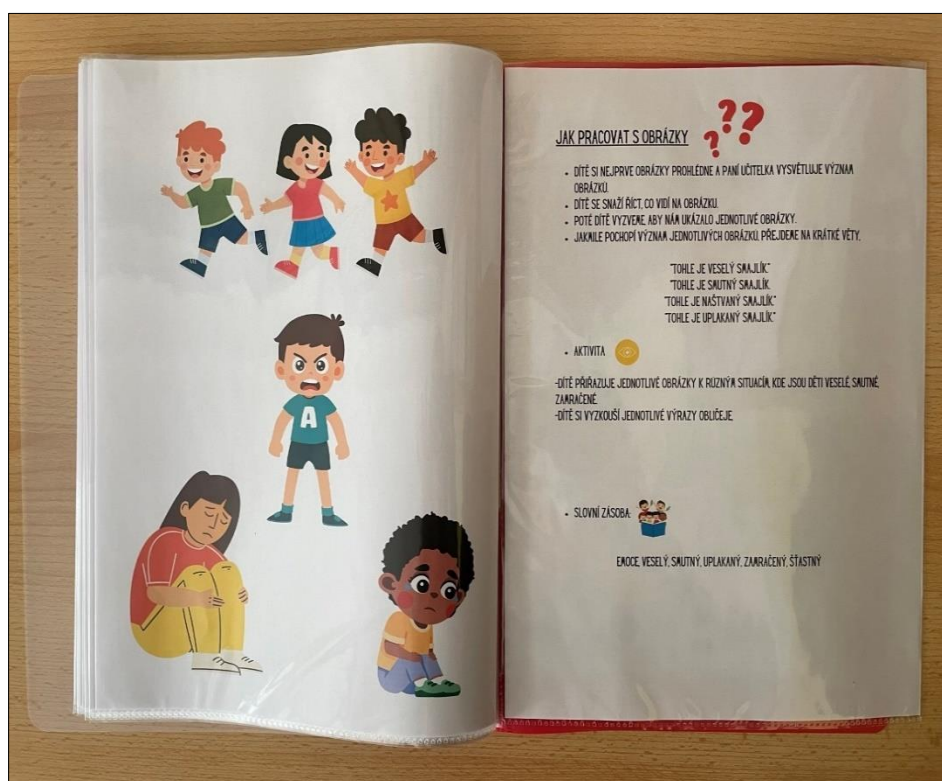 A
???
JAK PRACOVAT S OBRÁZKY
• DÍTĚ SI NEJPRVE OBRÁZKY PROHLÉDNE A PANÍ UČITELKA VYSVĚTLUJE VÝZNAM
OBRÁZKŮ.
• DÍTĚ SE SNAŽÍ ŘÍCT, CO VIDÍ NA OBRÁZKU.
• POTÉ DÍTĚ VYZVEME, ABY NÁM UKÁZALO JEDNOTLIVÉ OBRÁZKY.
• JAKMILE POCHOPÍ VÝZNAM JEDNOTLIVÝCH OBRÁZKŮ, PŘEJDEME NA KRÁTKÉ VĚTY.
"TOHLE JE VESELÝ SMAJLÍK."
"TOHLE JE SMUTNÝ SMAJLÍK.
"TOHLE JE NAŠTVANÝ SMAJLÍK."
"TOHLE JE UPLAKANÝ SMAJLÍK."
• AKTIVITA
-DÍTĚ PŘIŘAZUJE JEDNOTLIVÉ OBRÁZKY K RŮZNÝM SITUACÍM, KDE JSOU DĚTI VESELÉ, SMUTNÉ,
ZAMRAČENÉ.
-DÍTĚ SI VYZKOUŠÍ JEDNOTLIVÉ VÝRAZY OBLIČEJE.
• SLOVNÍ ZÁSOBA:
EMOCE, VESELÝ, SMUTNÝ, UPLAKANÝ, ZAMRAČENÝ, ŠŤASTNÝ